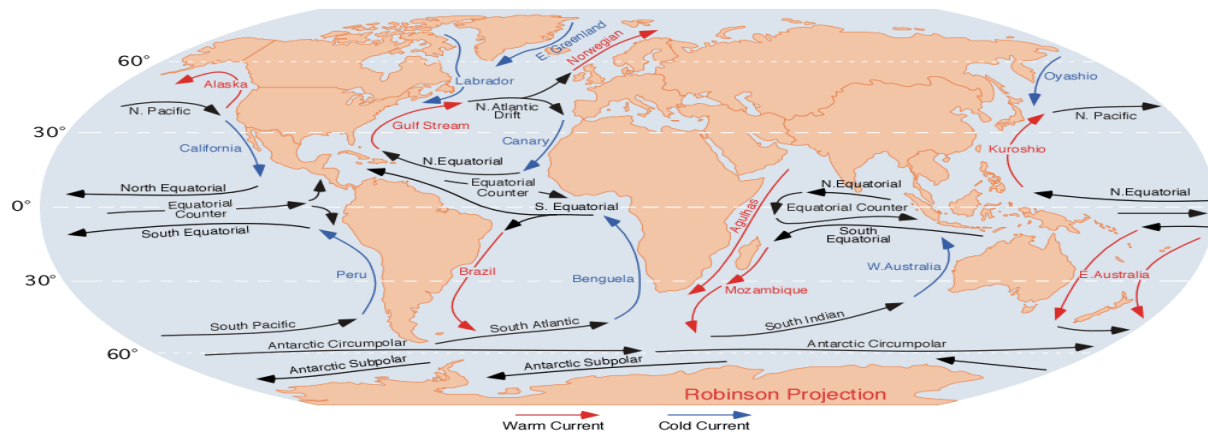 60°
E. Greenland
Norwegian
Alaska
Labrador
Oyashio
N. Pacific
N. Atlantic
Drift
N. Pacific
Gulf Stream
30°
California
Canary
Kuroshio
N.Equatorial
North Equatorial
Equatorial
Counter
N.Equatorial
N.Equatorial
Equatorial
Counter
0°
S. Equatorial
Agulhas
Equatorial Counter
South Equatorial
South
Equatorial
Peru
Brazil
Benguela
W.Australia
E.Australia
30°
Mozambique
South Pacific
South Atlantic
South Indian
Antarctic Circumpolar
Antarctic Circumpolar
60°
Antarctic Subpolar
Antarctic Subpolar
Robinson Projection
Warm Current
Cold Current